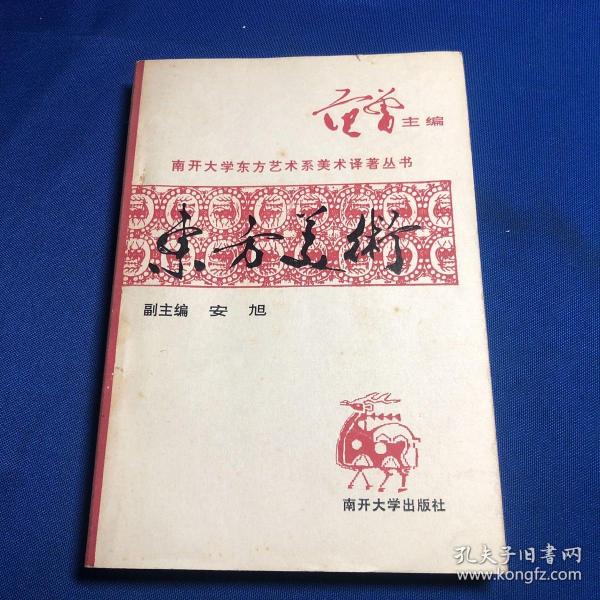 范曾主编
南开大学东方艺术系美术译著丛书
东方美術
副主编 安旭
南开大学出版社
孔夫子旧书网
www.kongfz.com